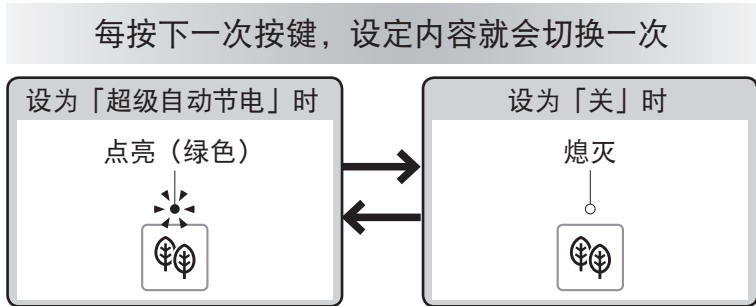 每按下一次按键，设定内容就会切换一次
设为「超级自动节电」时
点亮（绿色）
设为「关」时
熄灭